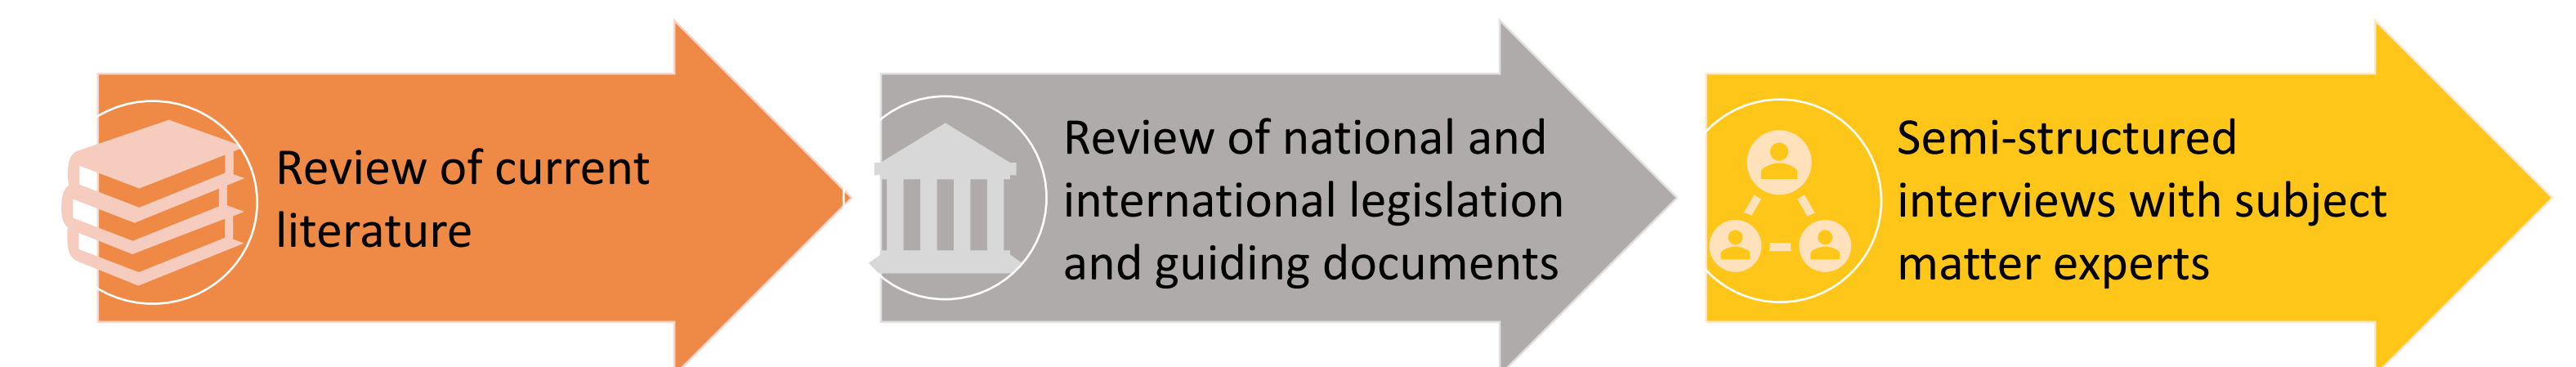 Review of current
literature
Review of national and
international legislation
and guiding documents
Semi-structured
interviews with subject
matter experts